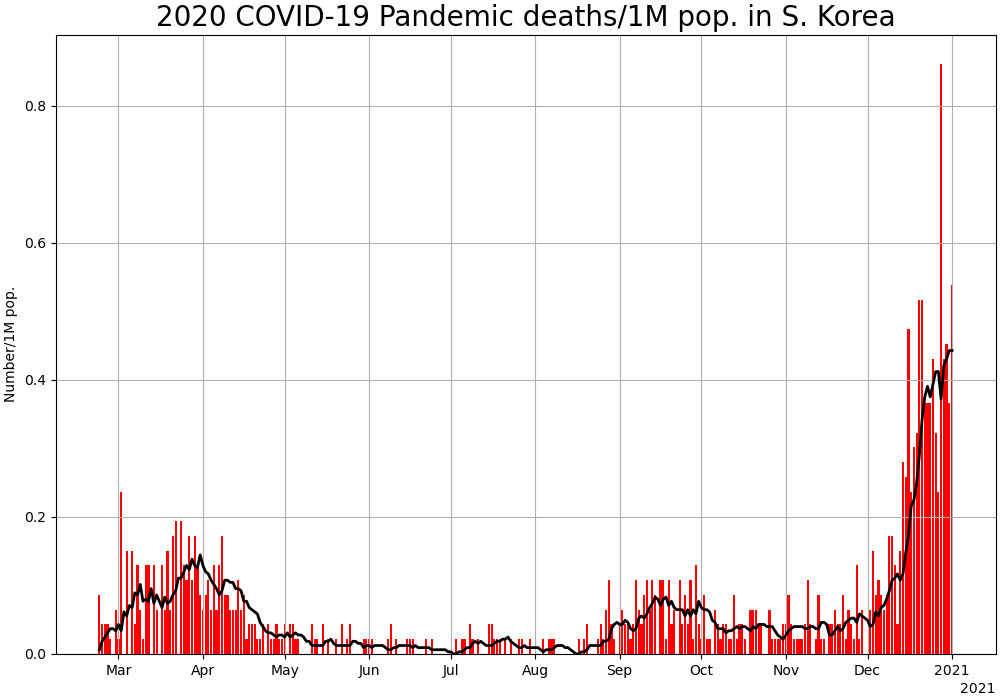 2020 COVID-19 Pandemic deaths/1M pop. in S. Korea
Number/1M pop.
0.8
0.6
0.4
0.2
0.0
Mar Apr May Jun Jul Aug Sep Oct Nov Dec 2021
2021